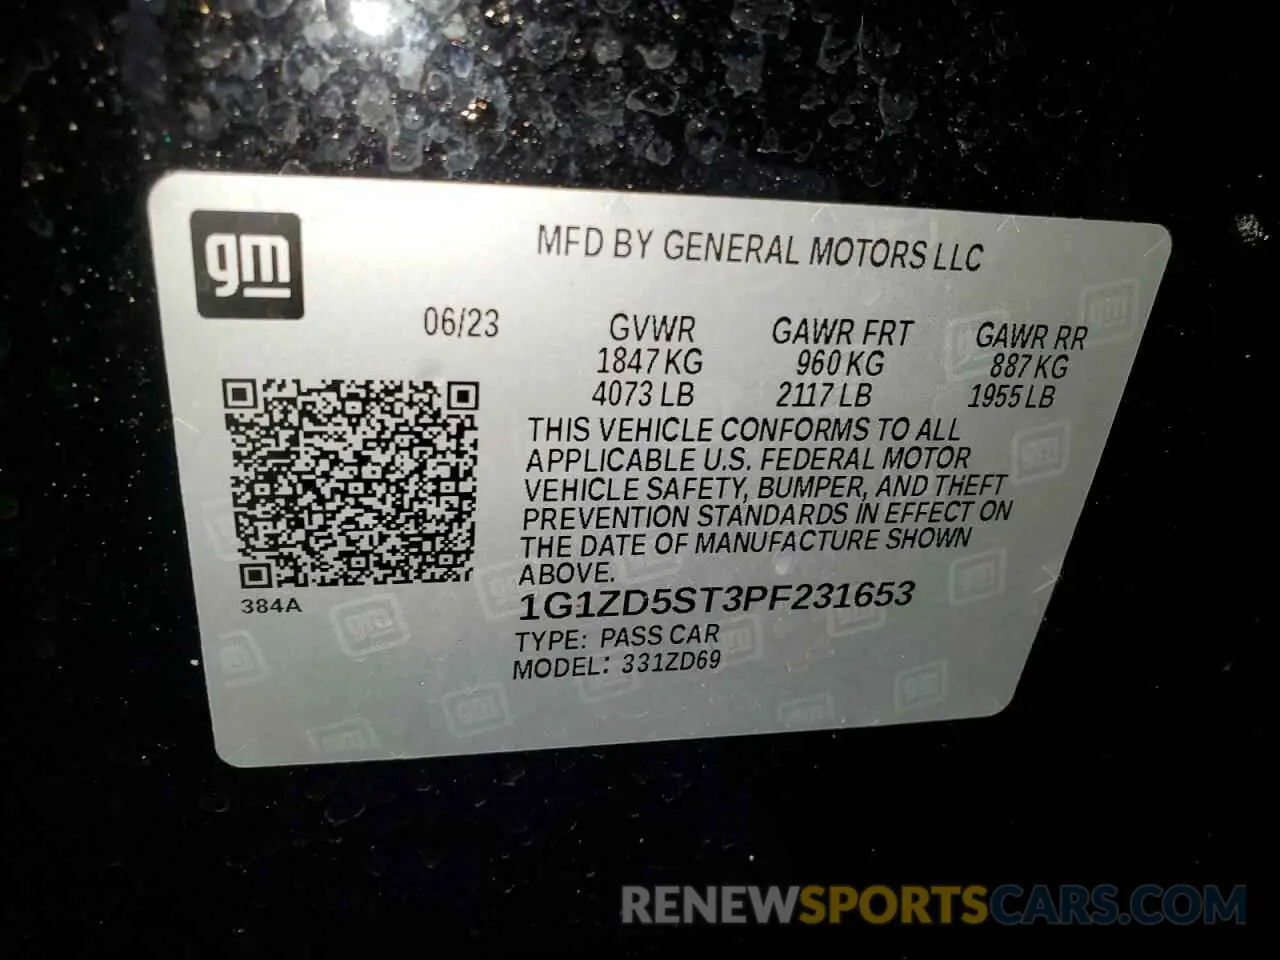 gm
MFD BY GENERAL MOTORS LLC
06/23
GVWR GAWR FRT GAWR RR
1847 KG 960 KG 887 KG
4073 LB 2117 LB 1955 LB
THIS VEHICLE CONFORMS TO ALL
APPLICABLE U.S. FEDERAL MOTOR
VEHICLE SAFETY, BUMPER, AND THEFT
PREVENTION STANDARDS IN EFFECT ON
THE DATE OF MANUFACTURE SHOWN
ABOVE.
384A
1G1ZD5ST3PF231653
TYPE: PASS CAR
MODEL: 331ZD69
RENEWSPORTSCARS.COM